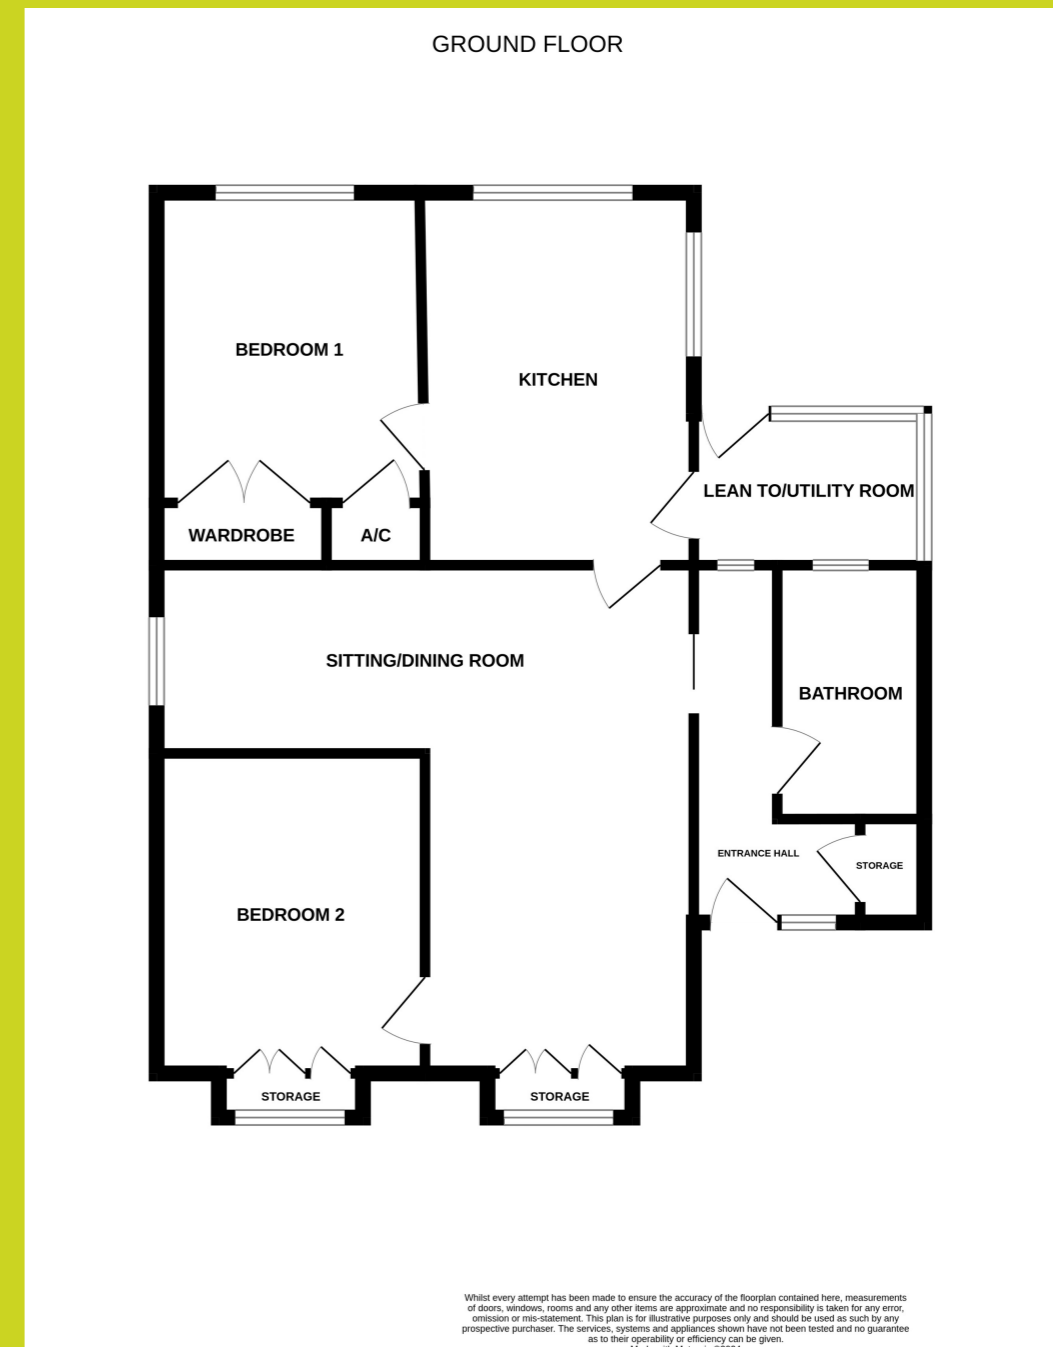 GROUND FLOOR
BEDROOM 1
KITCHEN
LEAN TO/UTILITY ROOM
WARDROBE
A/C
SITTING/DINING ROOM
BATHROOM
ENTRANCE HALL
STORAGE
BEDROOM 2
STORAGE
STORAGE
Whilst every attempt has been made to ensure the accuracy of the floorplan contained here, measurements
of doors, windows, rooms and any other items are approximate and no responsibility is taken for any error,
omission or mis-statement. This plan is for illustrative purposes only and should be used as such by any
prospective purchaser. The services, systems and appliances shown have not been tested and no guarantee
as to their operability or efficiency can be given.